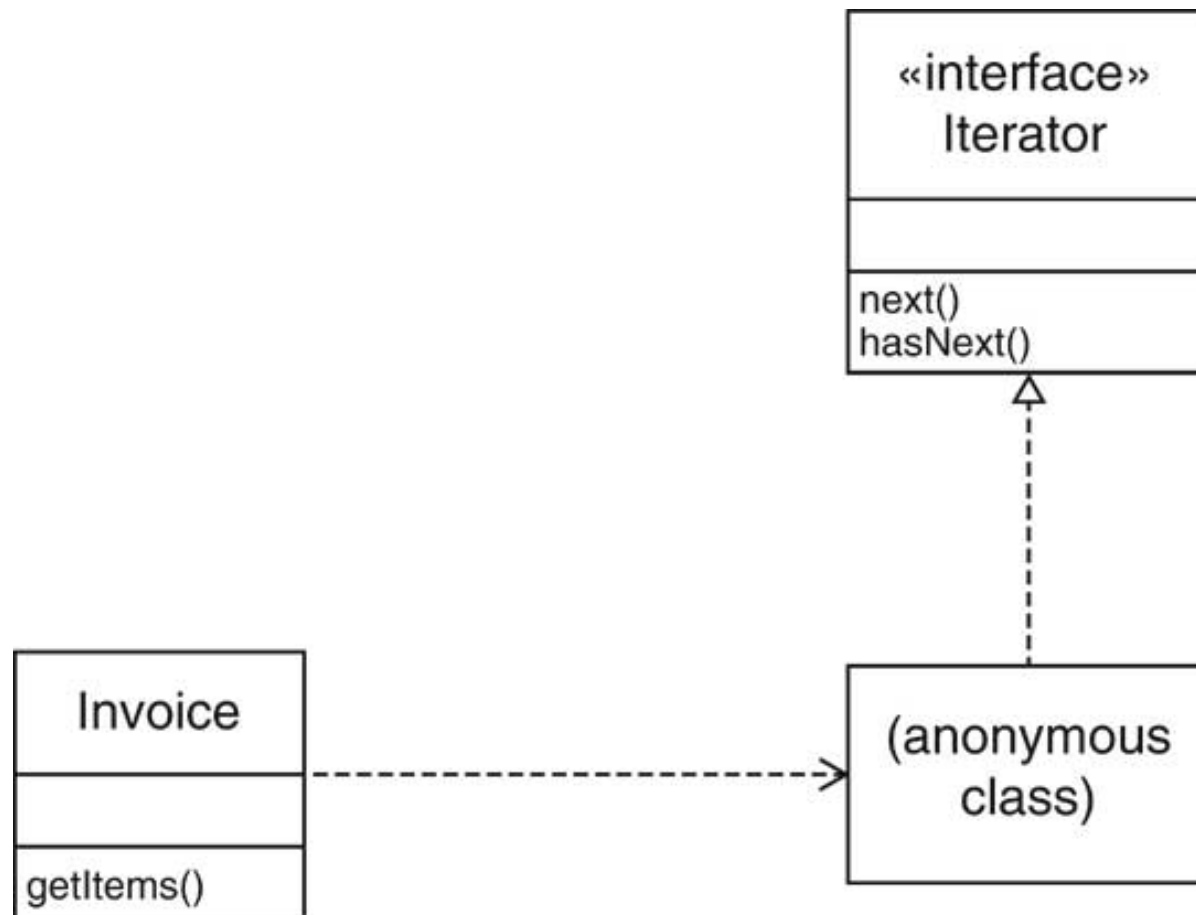 «interface»
Iterator
next()
hasNext()
Invoice
getItems()
(anonymous
class)